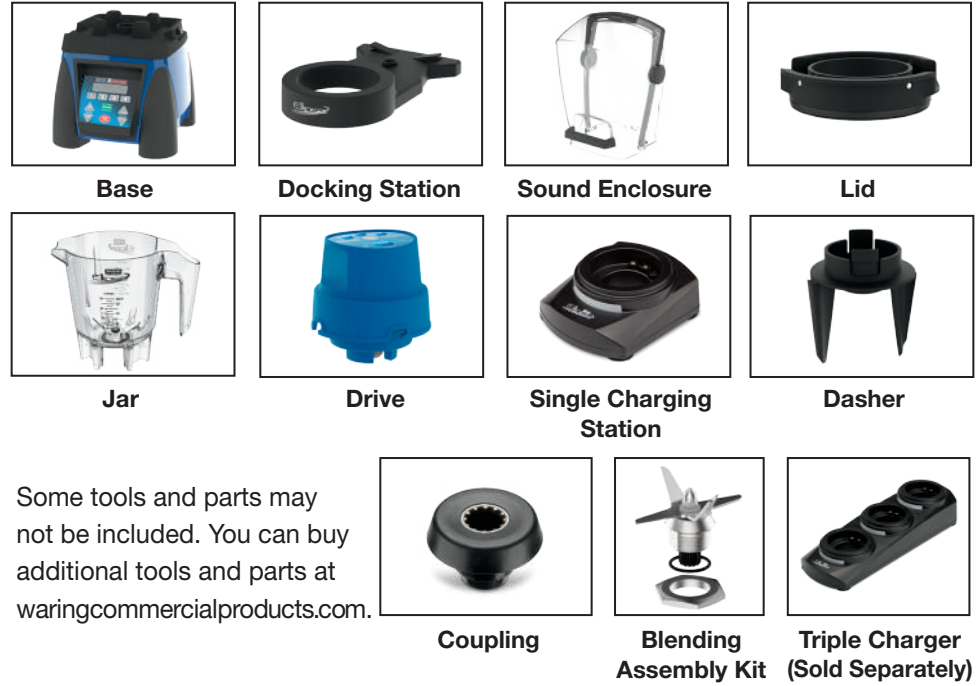 Base
Docking Station
Sound Enclosure
Lid
Jar
Drive
Single Charging
Station
Dasher
Some tools and parts may
not be included. You can buy
additional tools and parts at
waringcommercialproducts.com.
Coupling
Blending
Assembly Kit
Triple Charger
(Sold Separately)